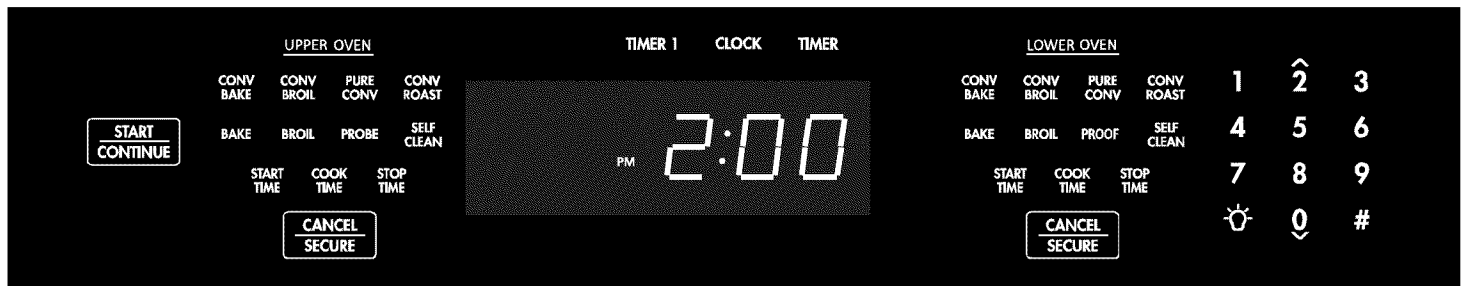 UPPER OVEN
TIMER 1 CLOCK TIMER
LOWER OVEN
CONV BAKE
CONV BROIL
PURE CONV
CONV ROAST
BAKE
BROIL
PROBE
SELF CLEAN
START TIME
COOK TIME
STOP TIME
START
CONTINUE
CANCEL
SECURE
PM 2:00
CONV BAKE
CONV BROIL
PURE CONV
CONV ROAST
BAKE
BROIL
PROOF
SELF CLEAN
START TIME
COOK TIME
STOP TIME
CANCEL
SECURE
1 2 3
4 5 6
7 8 9
0 #